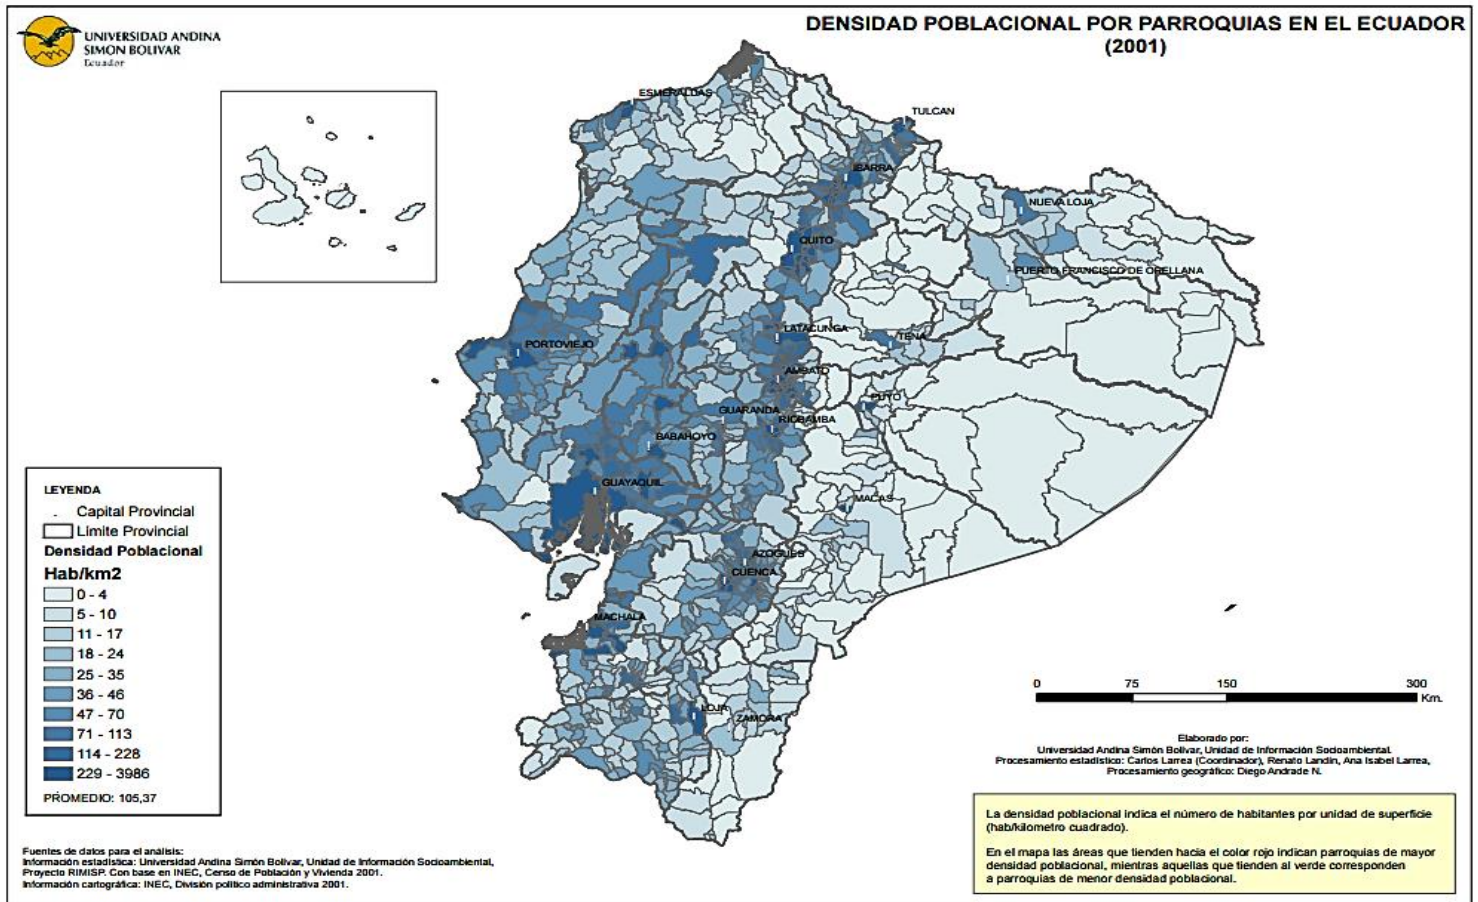 UNIVERSIDAD ANDINA
SIMON BOLIVAR
Ecuador
DENSIDAD POBLACIONAL POR PARROQUIAS EN EL ECUADOR
(2001)
ESMERALDAS
TULCAN
IBARRA
NUEVA LOJA
QUITO
PUERTO FRANCISCO DE ORELLANA
LATACUNGA
TENA
PORTOVIEJO
AMBATO
PUYO
GUARANDA
RIOBAMBA
BABAHOYO
GUAYAQUIL
MACAS
AZOGUES
CUENCA
MACHALA
LOJA
ZAMORA
LEYENDA
Capital Provincial
Límite Provincial
Densidad Poblacional
Hab/km2
0 - 4
5 - 10
11 - 17
18 - 24
25 - 35
36 - 46
47 - 70
71 - 113
114 - 228
229 - 3986
PROMEDIO: 105,37
0 75 150 300
Km.
Elaborado por:
Universidad Andina Simón Bolívar, Unidad de Información Socioambiental.
Procesamiento estadístico: Carlos Larrea (Coordinador), Renato Landín, Ana Isabel Larrea,
Procesamiento geográfico: Diego Andrade N.
La densidad poblacional indica el número de habitantes por unidad de superficie
(hab/kilometro cuadrado).
En el mapa las áreas que tienden hacia el color rojo indican parroquias de mayor
densidad poblacional, mientras aquellas que tienden al verde corresponden
a parroquias de menor densidad poblacional.
Fuentes de datos para el análisis:
Información estadística: Universidad Andina Simón Bolívar, Unidad de Información Socioambiental,
Proyecto RIMISP. Con base en INEC, Censo de Población y Vivienda 2001.
Información cartográfica: INEC, División político administrativa 2001.